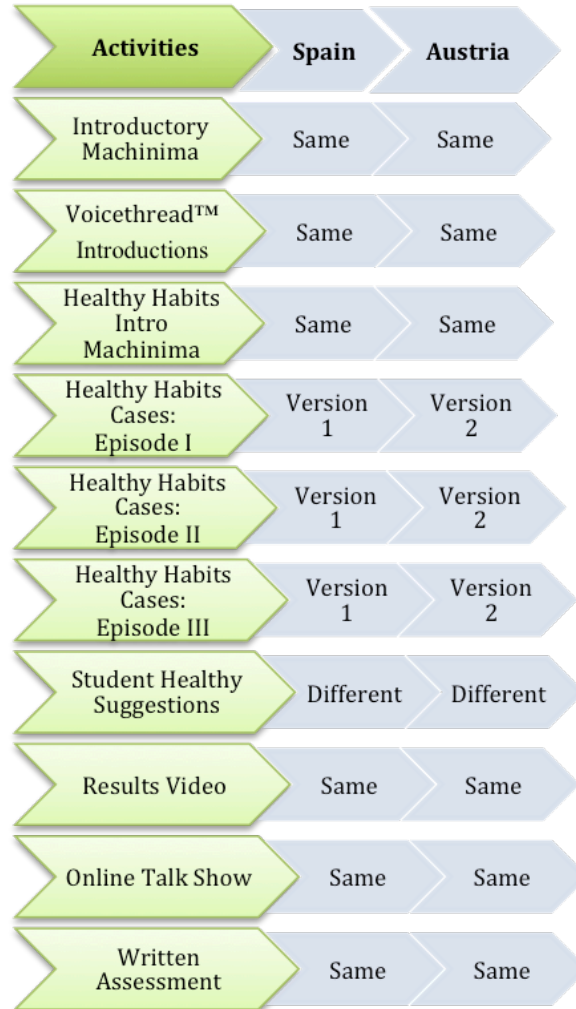 Activities Spain Austria
Introductory
Machinima
Same Same
Voicethread™
Introductions
Same Same
Healthy Habits
Intro
Machinima
Same Same
Healthy Habits
Cases:
Episode I
Version
1
Version
2
Healthy Habits
Cases:
Episode II
Version
1
Version
2
Healthy Habits
Cases:
Episode III
Version
1
Version
2
Student Healthy
Suggestions
Different Different
Results Video Same Same
Online Talk Show Same Same
Written
Assessment
Same Same